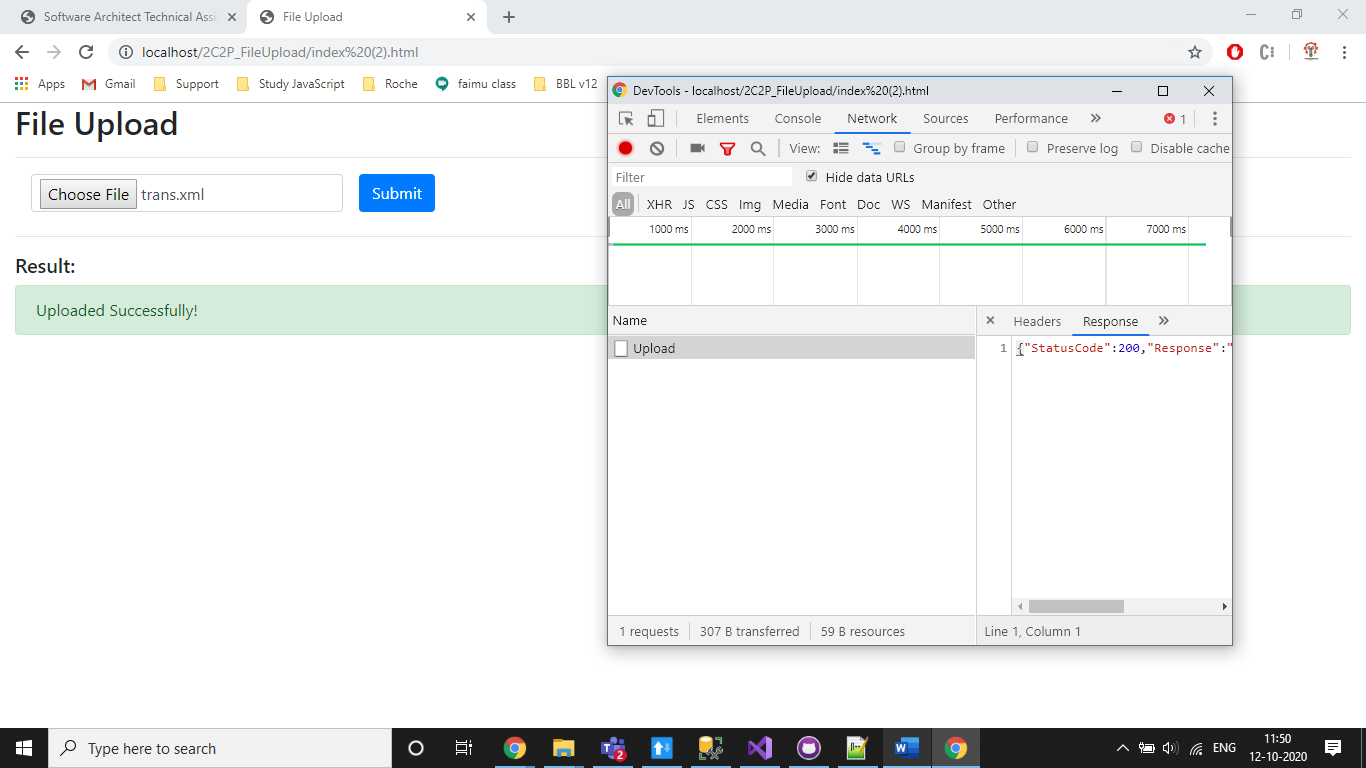 Software Architect Technical Assi
File Upload
localhost/2C2P_FileUpload/index%20(2).html
Apps
Gmail
Support
Study JavaScript
Roche
faimu class
BBL v12
File Upload
Choose File trans.xml
Submit
Result:
Uploaded Successfully!
DevTools - localhost/2C2P_FileUpload/index%20(2).html
Elements Console Network Sources Performance » 1
View: Group by frame Preserve log Disable cache
Filter Hide data URLs
All XHR JS CSS Img Media Font Doc WS Manifest Other
1000 ms 2000 ms 3000 ms 4000 ms 5000 ms 6000 ms 7000 ms
Name
Upload
× Headers Response »
1 {"StatusCode":200,"Response":"
1 requests 307 B transferred 59 B resources
Line 1, Column 1
Type here to search
2
ENG
11:50
12-10-2020